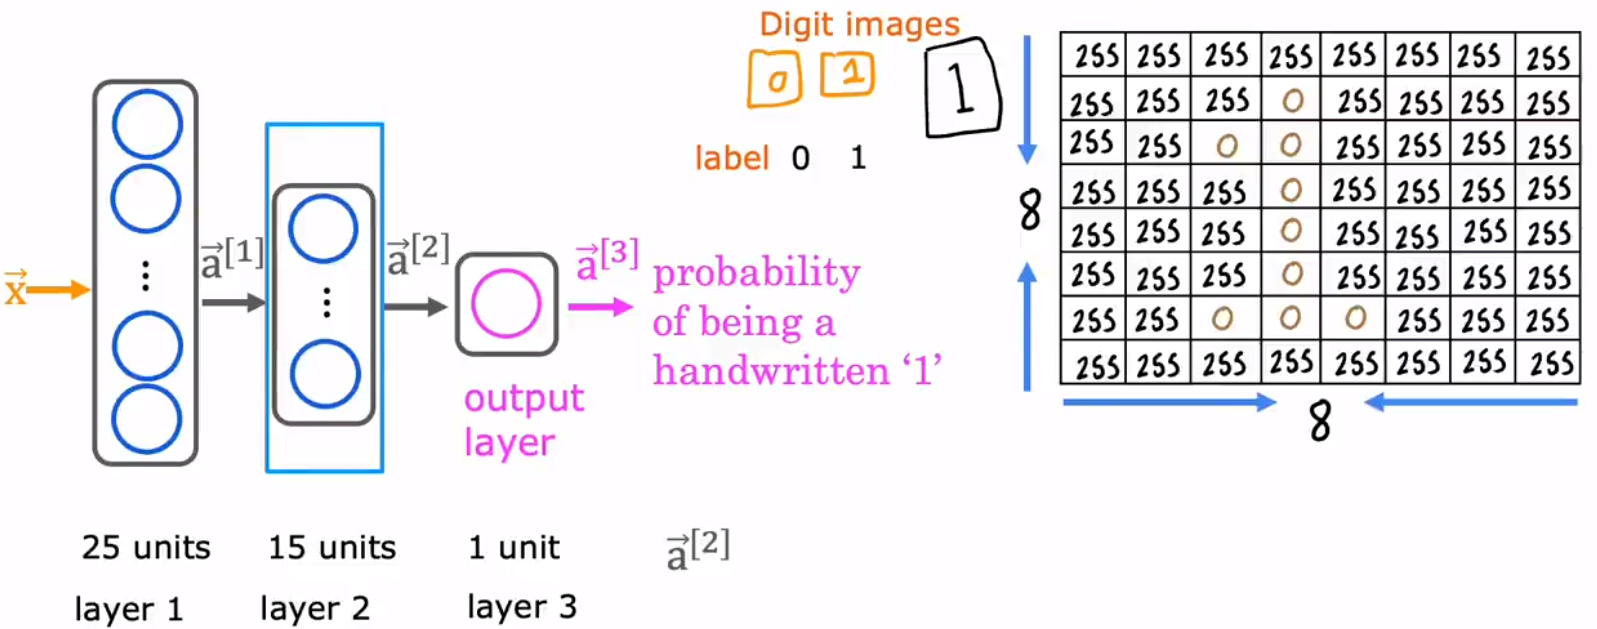 Digit images
0 1
1
label 0 1
x⃗
a⃗[1]
a⃗[2]
a⃗[3]
probability
of being a
handwritten ‘1’
output
layer
25 units 15 units 1 unit a⃗[2]
layer 1 layer 2 layer 3
8
255 255 255 255 255 255 255 255
255 255 255 0 255 255 255 255
255 255 0 0 255 255 255 255
255 255 255 0 255 255 255 255
255 255 255 0 255 255 255 255
255 255 255 0 255 255 255 255
255 255 0 0 0 255 255 255
255 255 255 255 255 255 255 255
8